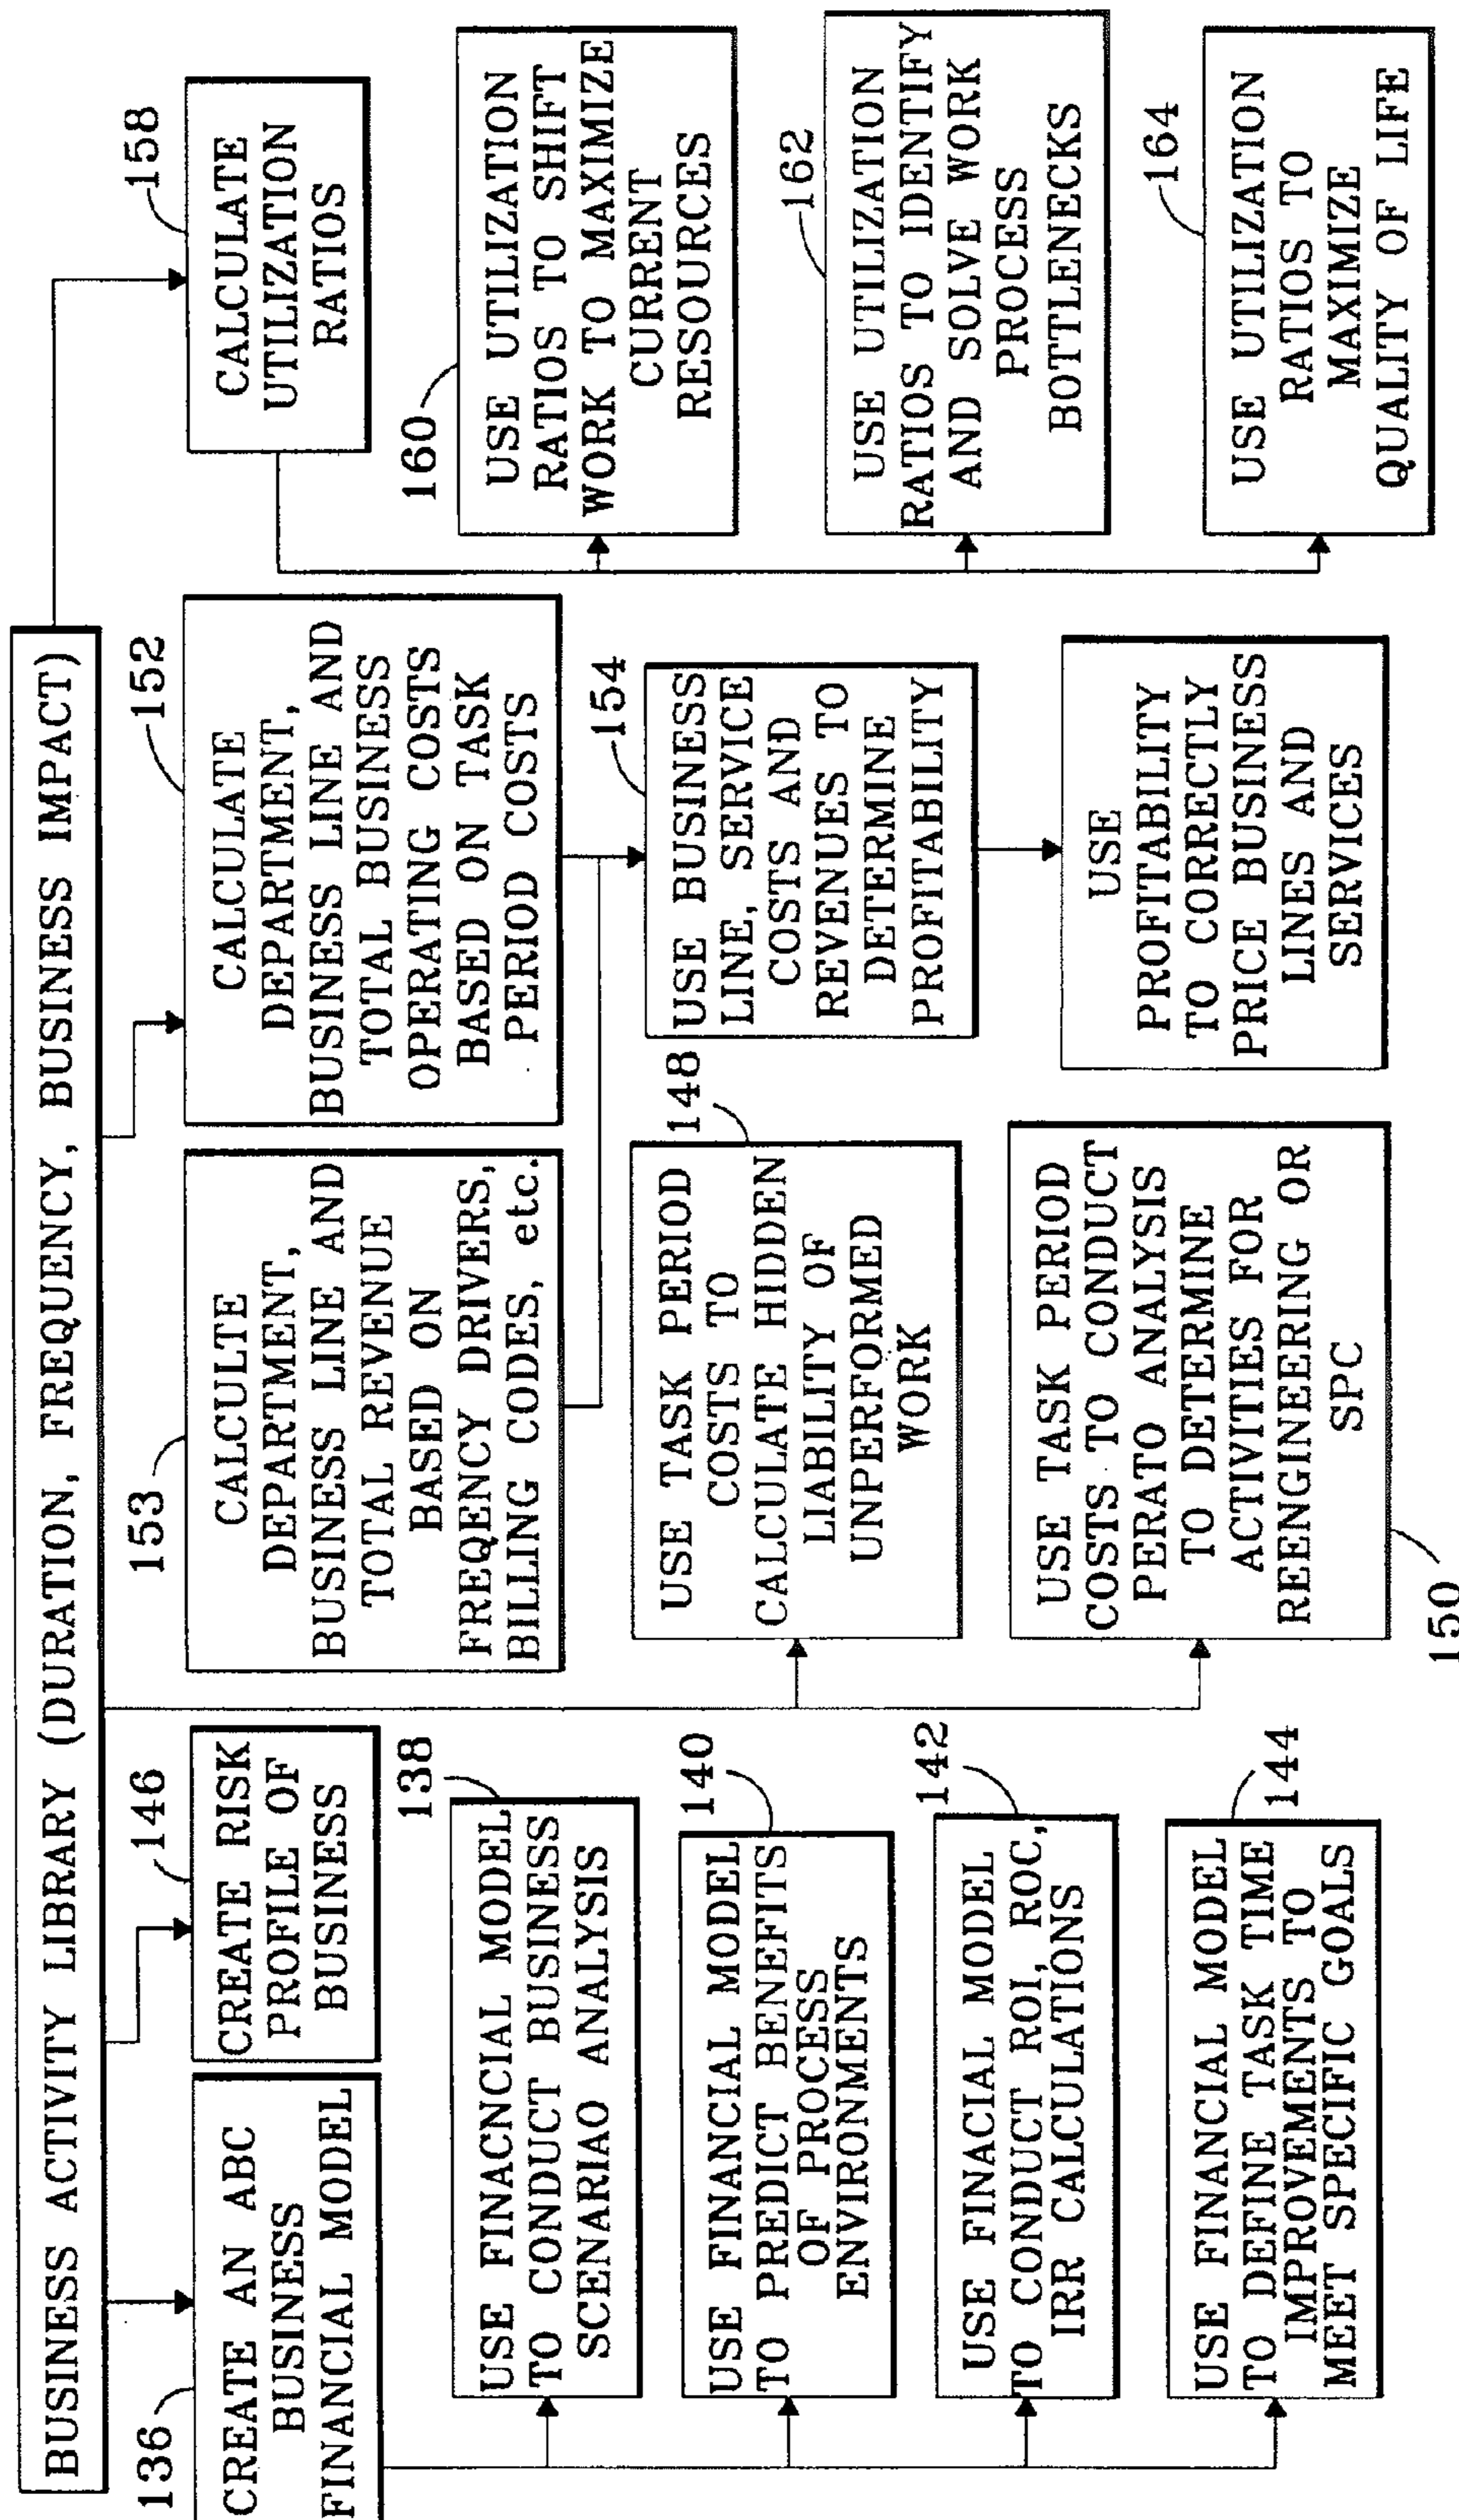 BUSINESS ACTIVITY LIBRARY (DURATION, FREQUENCY, BUSINESS IMPACT)
136
CREATE AN ABC
BUSINESS
FINANCIAL MODEL
146
CREATE RISK
PROFILE OF
BUSINESS
138
USE FINACNCIAL MODEL
TO CONDUCT BUSINESS
SCENARIAO ANALYSIS
140
USE FINANCIAL MODEL
TO PREDICT BENEFITS
OF PROCESS
ENVIRONMENTS
142
USE FINACIAL MODEL
TO CONDUCT ROI, ROC,
IRR CALCULATIONS
144
USE FINANCIAL MODEL
TO DEFINE TASK TIME
IMPROVEMENTS TO
MEET SPECIFIC GOALS
153
CALCULTE
DEPARTMENT,
BUSINESS LINE AND
TOTAL REVENUE
BASED ON
FREQENCY DRIVERS,
BILLING CODES, etc.
148
USE TASK PERIOD
COSTS TO
CALCULATE HIDDEN
LIABILITY OF
UNPERFORMED
WORK
USE TASK PERIOD
COSTS TO CONDUCT
PERATO ANALYSIS
TO DETERMINE
ACTIVITIES FOR
REENGINEERING OR
SPC
150
152
CALCULATE
DEPARTMENT,
BUSINESS LINE AND
TOTAL BUSINESS
OPERATING COSTS
BASED ON TASK
PERIOD COSTS
154
USE BUSINESS
LINE, SERVICE
COSTS AND
REVENUES TO
DETERMINE
PROFITABILITY
USE
PROFITABILITY
TO CORRECTLY
PRICE BUSINESS
LINES AND
SERVICES
158
CALCULATE
UTILIZATION
RATIOS
160
USE UTILIZATION
RATIOS TO SHIFT
WORK TO MAXIMIZE
CURRENT
RESOURCES
162
USE UTILIZATION
RATIOS TO IDENTIFY
AND SOLVE WORK
PROCESS
BOTTLENECKS
164
USE UTILIZATION
RATIOS TO
MAXIMIZE
QUALITY OF LIFE